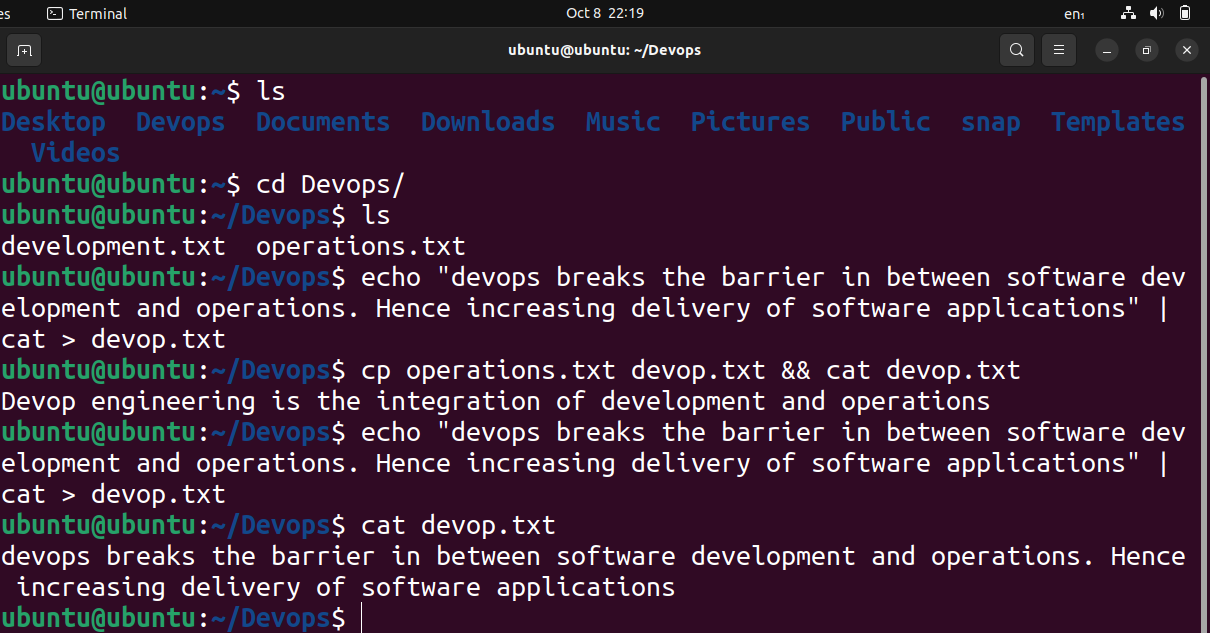 es Terminal Oct 8 22:19 en₁
ubuntu@ubuntu: ~/Devops
ubuntu@ubuntu:~$ ls
Desktop Devops Documents Downloads Music Pictures Public snap Templates
Videos
ubuntu@ubuntu:~$ cd Devops/
ubuntu@ubuntu:~/Devops$ ls
development.txt operations.txt
ubuntu@ubuntu:~/Devops$ echo "devops breaks the barrier in between software dev
elopment and operations. Hence increasing delivery of software applications" |
cat > devop.txt
ubuntu@ubuntu:~/Devops$ cp operations.txt devop.txt && cat devop.txt
Devop engineering is the integration of development and operations
ubuntu@ubuntu:~/Devops$ echo "devops breaks the barrier in between software dev
elopment and operations. Hence increasing delivery of software applications" |
cat > devop.txt
ubuntu@ubuntu:~/Devops$ cat devop.txt
devops breaks the barrier in between software development and operations. Hence
increasing delivery of software applications
ubuntu@ubuntu:~/Devops$